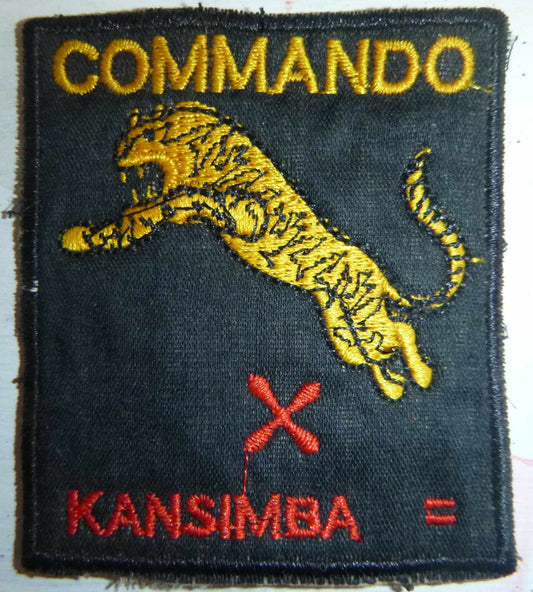 COMMANDO
X
KANSIMBA =